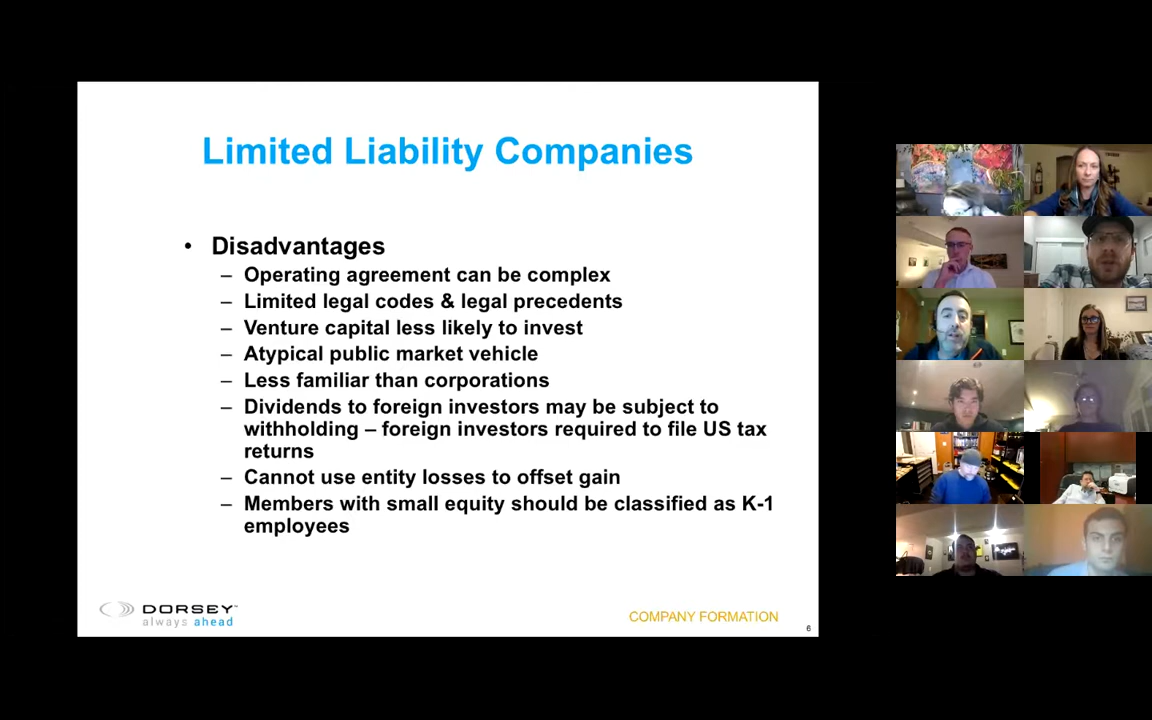 Limited Liability Companies
• Disadvantages
– Operating agreement can be complex
– Limited legal codes & legal precedents
– Venture capital less likely to invest
– Atypical public market vehicle
– Less familiar than corporations
– Dividends to foreign investors may be subject to
withholding – foreign investors required to file US tax
returns
– Cannot use entity losses to offset gain
– Members with small equity should be classified as K-1
employees
DORSEY™
always ahead
COMPANY FORMATION
6